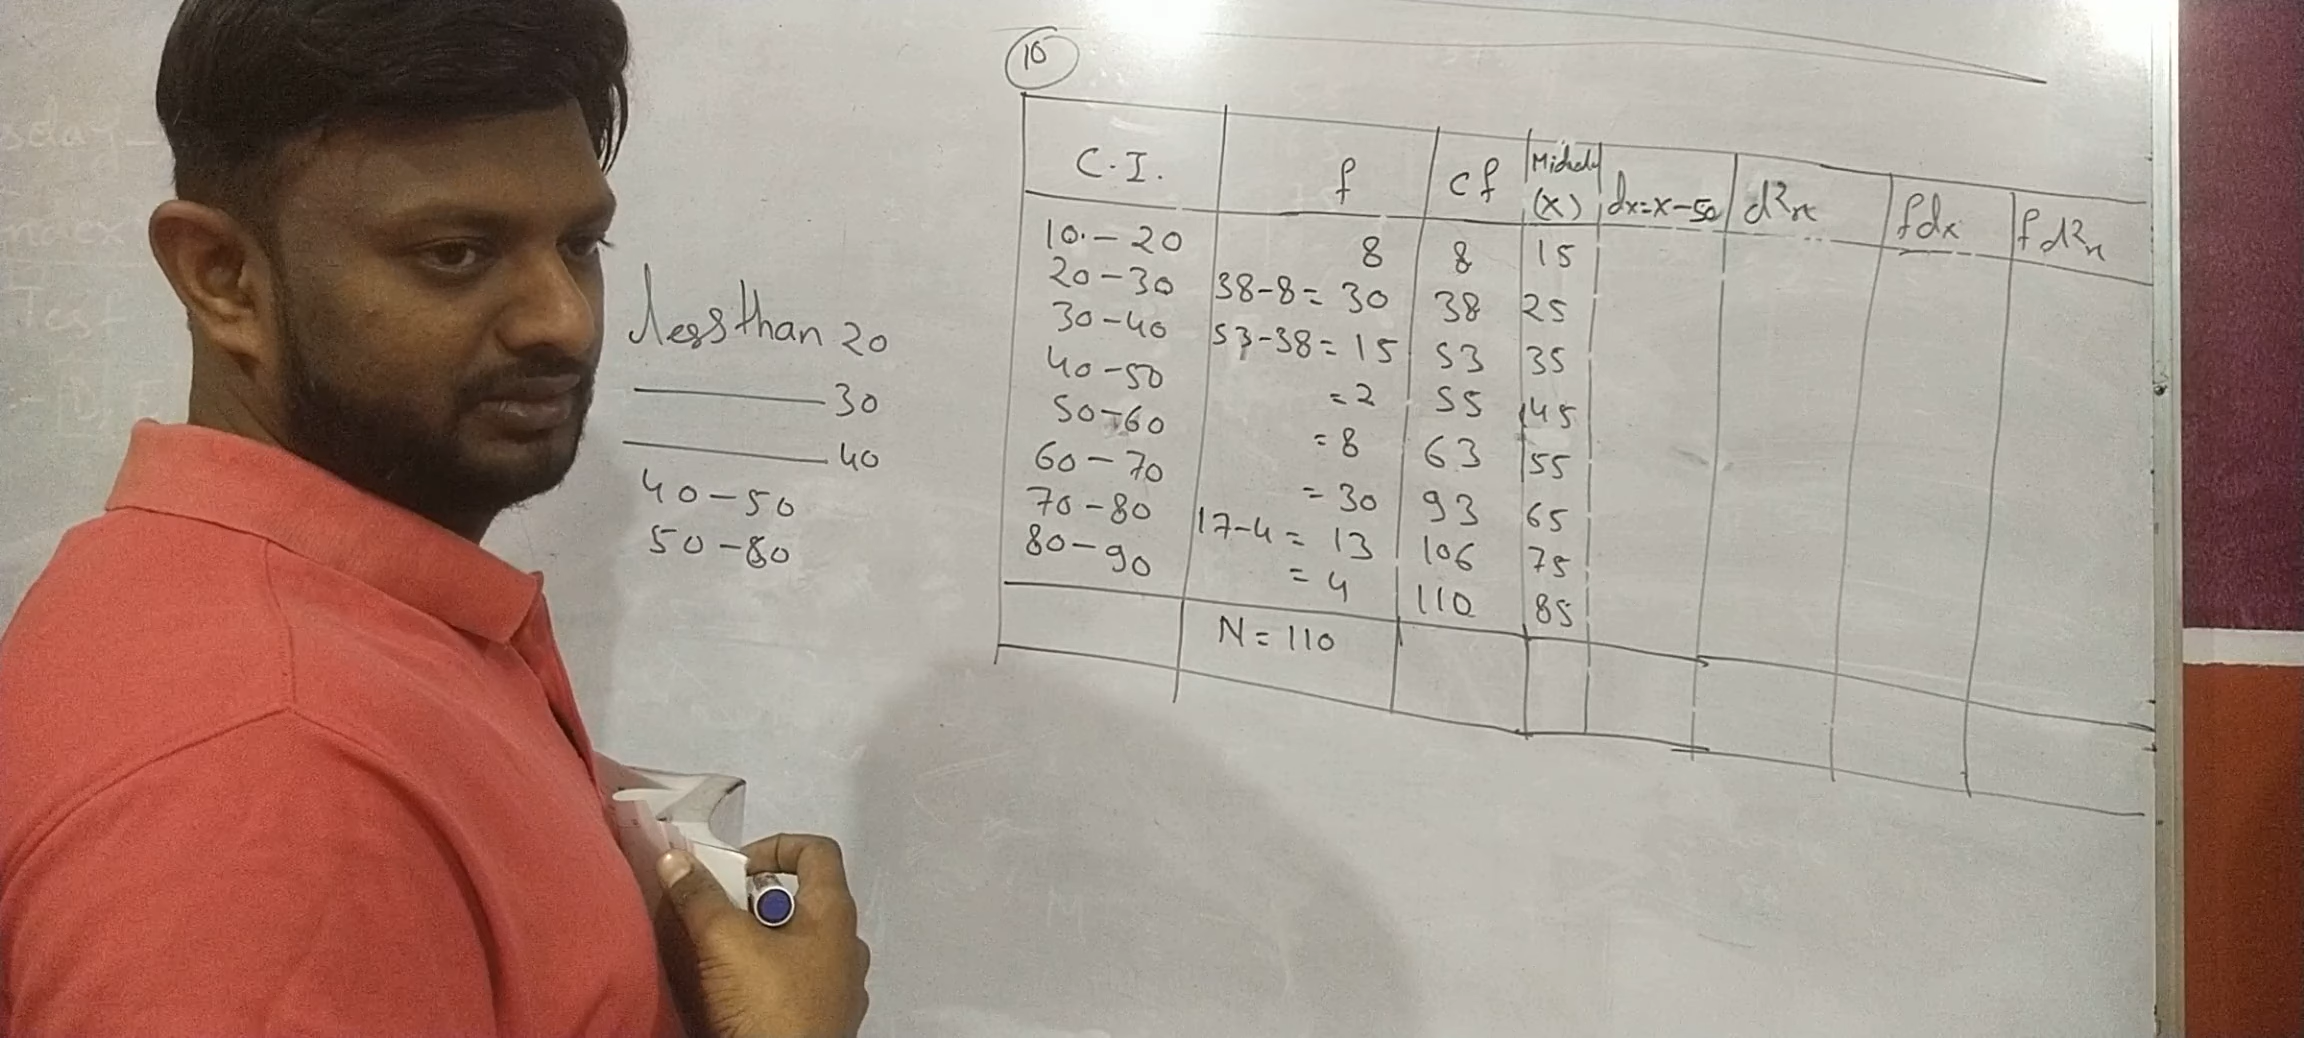 sday
ndex
Test
less than 20
30
40
40-50
50-80
10
C.I. f cf (x) dx=x-50 d²x fdx fd²x
10-20 8 8 15
20-30 38-8= 30 38 25
30-40 53-38= 15 53 35
40-50 =2 55 45
50-60 =8 63 55
60-70 =30 93 65
70-80 17-4= 13 106 75
80-90 =4 110 85
N=110